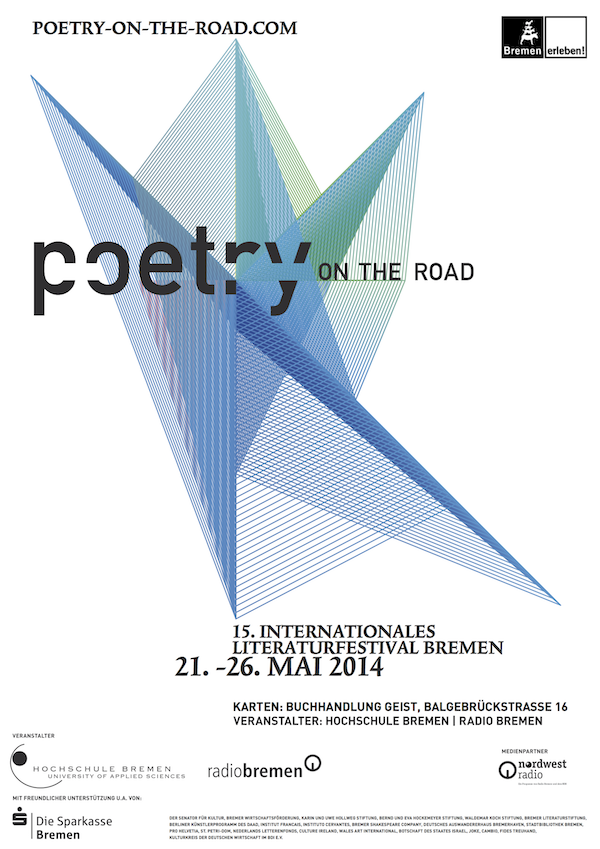 POETRY-ON-THE-ROAD.COM
Bremen erleben!
poetry ON THE ROAD
15. INTERNATIONALES
LITERATURFESTIVAL BREMEN
21. -26. MAI 2014
KARTEN: BUCHHANDLUNG GEIST, BALGEBRÜCKSTRASSE 16
VERANSTALTER: HOCHSCHULE BREMEN | RADIO BREMEN
VERANSTALTER
HOCHSCHULE BREMEN
UNIVERSITY OF APPLIED SCIENCES
radiobremen
MEDIENPARTNER
nordwest
radio
MIT FREUNDLICHER UNTERSTÜTZUNG U.A. VON:
Die Sparkasse
Bremen
DER SENATOR FÜR KULTUR, BREMER WIRTSCHAFTSFÖRDERUNG, KARIN UND UWE HOLLWEG STIFTUNG, BERND UND EVA HOCKEMEYER STIFTUNG, WALDEMAR KOCH STIFTUNG, BREMER LITERATURSTIFTUNG,
BERLINER KÜNSTLERPROGRAMM DES DAAD, INSTITUT FRANCAIS, INSTITUTO CERVANTES, BREMER SHAKESPEARE COMPANY, DEUTSCHES AUSWANDERERHAUS BREMERHAVEN, STADTBIBLIOTHEK BREMEN,
PRO HELVETIA, ST. PETRI-DOM, NEDERLANDS LETTERENFONDS, CULTURE IRELAND, WALES ART INTERNATIONAL, BOTSCHAFT DES STAATES ISRAEL, JOKE, CAMBIO, FIDES TREUHAND,
KULTURKREIS DER DEUTSCHEN WIRTSCHAFT IM BDI E.V.